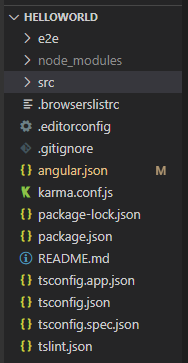 HELLOWORLD
e2e
node_modules
src
.browserslistrc
.editorconfig
.gitignore
angular.json M
karma.conf.js
package-lock.json
package.json
README.md
tsconfig.app.json
tsconfig.json
tsconfig.spec.json
tslint.json